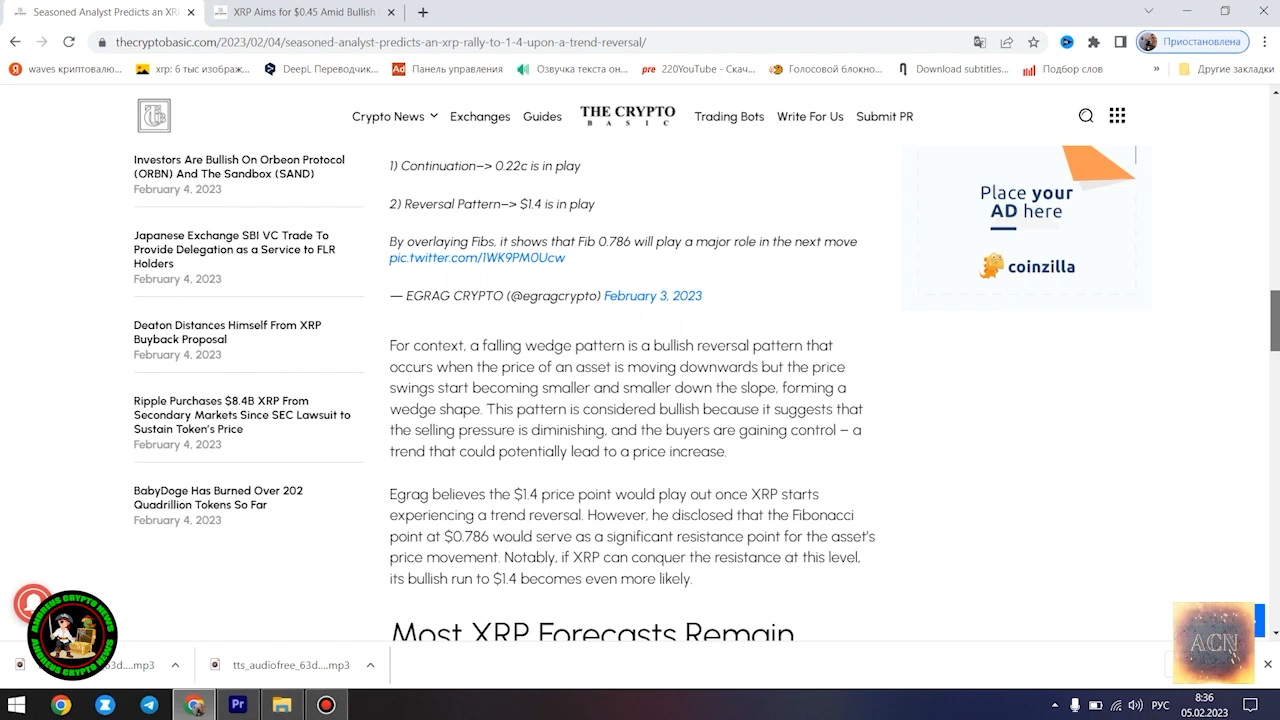 Seasoned Analyst Predicts an XRP
XRP Aims for $0.45 Amid Bullish
thecryptobasic.com/2023/02/04/seasoned-analyst-predicts-an-xrp-rally-to-1-4-upon-a-trend-reversal/
Приостановлена
waves криптовалю...
xrp: 6 тыс изображ...
DeepL Переводчик...
Ad Панель управления
Озвучка текста он...
pre 220YouTube - Скач...
Голосовой блокно...
Download subtitles...
Подбор слов
»
Другие закладки
Crypto News
Exchanges
Guides
THE CRYPTO
BASIC
Trading Bots
Write For Us
Submit PR
Investors Are Bullish On Orbeon Protocol
(ORBN) And The Sandbox (SAND)
February 4, 2023
Japanese Exchange SBI VC Trade To
Provide Delegation as a Service to FLR
Holders
February 4, 2023
Deaton Distances Himself From XRP
Buyback Proposal
February 4, 2023
Ripple Purchases $8.4B XRP From
Secondary Markets Since SEC Lawsuit to
Sustain Token's Price
February 4, 2023
BabyDoge Has Burned Over 202
Quadrillion Tokens So Far
February 4, 2023
1) Continuation–> 0.22c is in play
2) Reversal Pattern–> $1.4 is in play
By overlaying Fibs, it shows that Fib 0.786 will play a major role in the next move
pic.twitter.com/1WK9PM0Ucw
— EGRAG CRYPTO (@egragcrypto) February 3, 2023
For context, a falling wedge pattern is a bullish reversal pattern that
occurs when the price of an asset is moving downwards but the price
swings start becoming smaller and smaller down the slope, forming a
wedge shape. This pattern is considered bullish because it suggests that
the selling pressure is diminishing, and the buyers are gaining control – a
trend that could potentially lead to a price increase.
Egrag believes the $1.4 price point would play out once XRP starts
experiencing a trend reversal. However, he disclosed that the Fibonacci
point at $0.786 would serve as a significant resistance point for the asset's
price movement. Notably, if XRP can conquer the resistance at this level,
its bullish run to $1.4 becomes even more likely.
Most XRP Forecasts Remain
Place your
AD here
coinzilla
ANDREUS CRYPTO NEWS
ANDREUS CRYPTO NEWS
ACN
63d....mp3
tts_audiofree_63d....mp3
Pr
РУС
8:36
05.02.2023